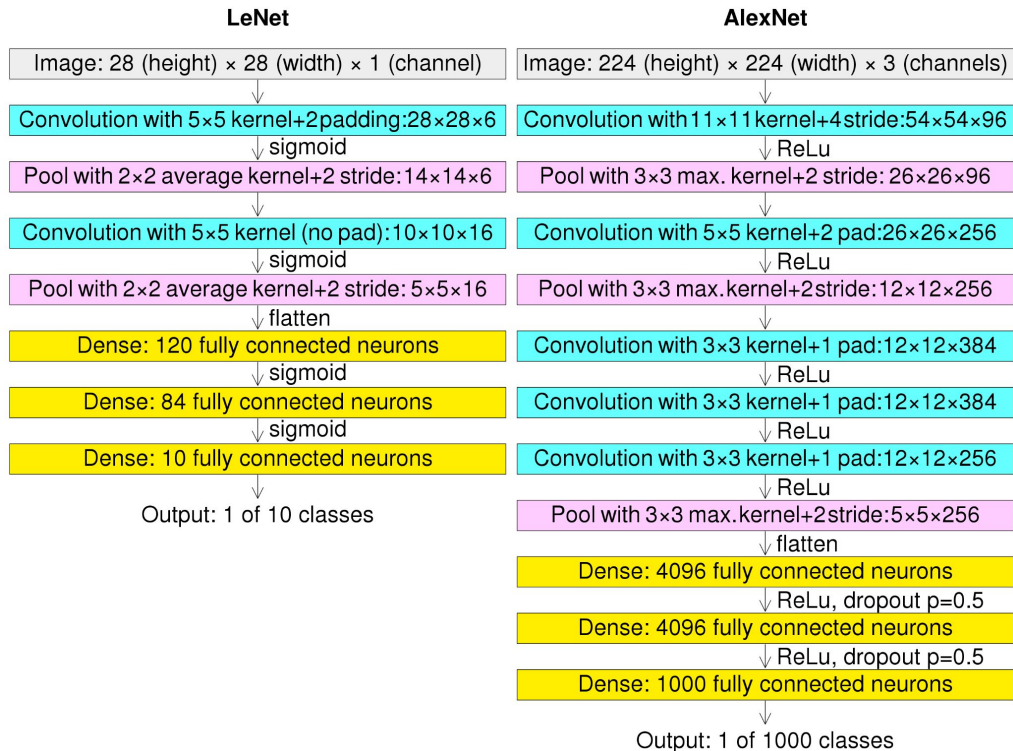 LeNet
Image: 28 (height) × 28 (width) × 1 (channel)
Convolution with 5×5 kernel+2padding:28×28×6
sigmoid
Pool with 2×2 average kernel+2 stride:14×14×6
Convolution with 5×5 kernel (no pad):10×10×16
sigmoid
Pool with 2×2 average kernel+2 stride:5×5×16
flatten
Dense: 120 fully connected neurons
sigmoid
Dense: 84 fully connected neurons
sigmoid
Dense: 10 fully connected neurons
Output: 1 of 10 classes
AlexNet
Image: 224 (height) × 224 (width) × 3 (channels)
Convolution with 11×11 kernel+4stride:54×54×96
ReLu
Pool with 3×3 max. kernel+2 stride: 26×26×96
Convolution with 5×5 kernel+2 pad:26×26×256
ReLu
Pool with 3×3 max.kernel+2stride:12×12×256
Convolution with 3×3 kernel+1 pad:12×12×384
ReLu
Convolution with 3×3 kernel+1 pad:12×12×384
ReLu
Convolution with 3×3 kernel+1 pad:12×12×256
ReLu
Pool with 3×3 max.kernel+2stride:5×5×256
flatten
Dense: 4096 fully connected neurons
ReLu, dropout p=0.5
Dense: 4096 fully connected neurons
ReLu, dropout p=0.5
Dense: 1000 fully connected neurons
Output: 1 of 1000 classes